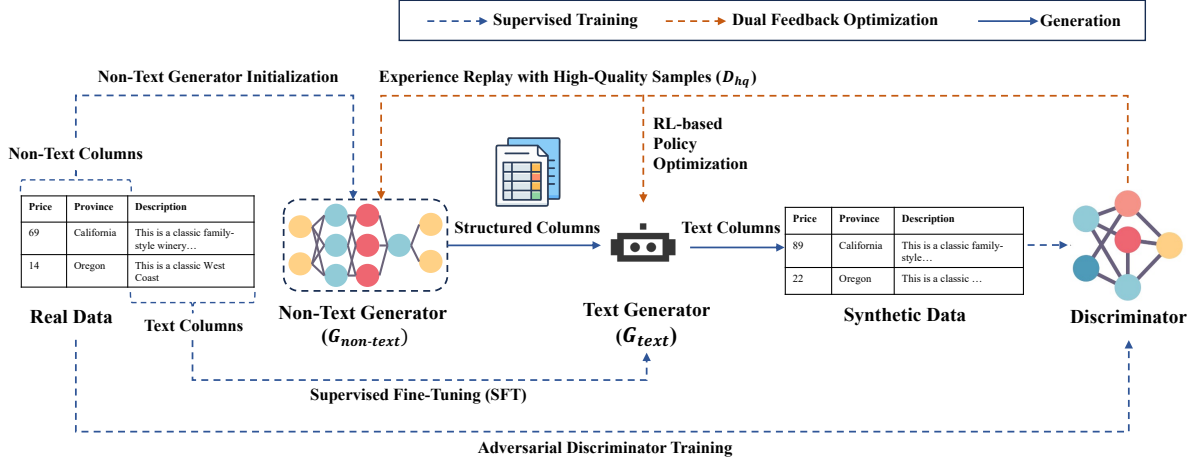 Supervised Training
Dual Feedback Optimization
Generation
Non-Text Generator Initialization
Experience Replay with High-Quality Samples (D_hq)
RL-based
Policy
Optimization
Non-Text Columns
Price Province Description
69 California This is a classic family-
style winery…
14 Oregon This is a classic West
Coast
Real Data
Text Columns
Structured Columns
Text Columns
Non-Text Generator
(G_non-text)
Text Generator
(G_text)
Price Province Description
89 California This is a classic family-
style…
22 Oregon This is a classic …
Synthetic Data
Discriminator
Supervised Fine-Tuning (SFT)
Adversarial Discriminator Training